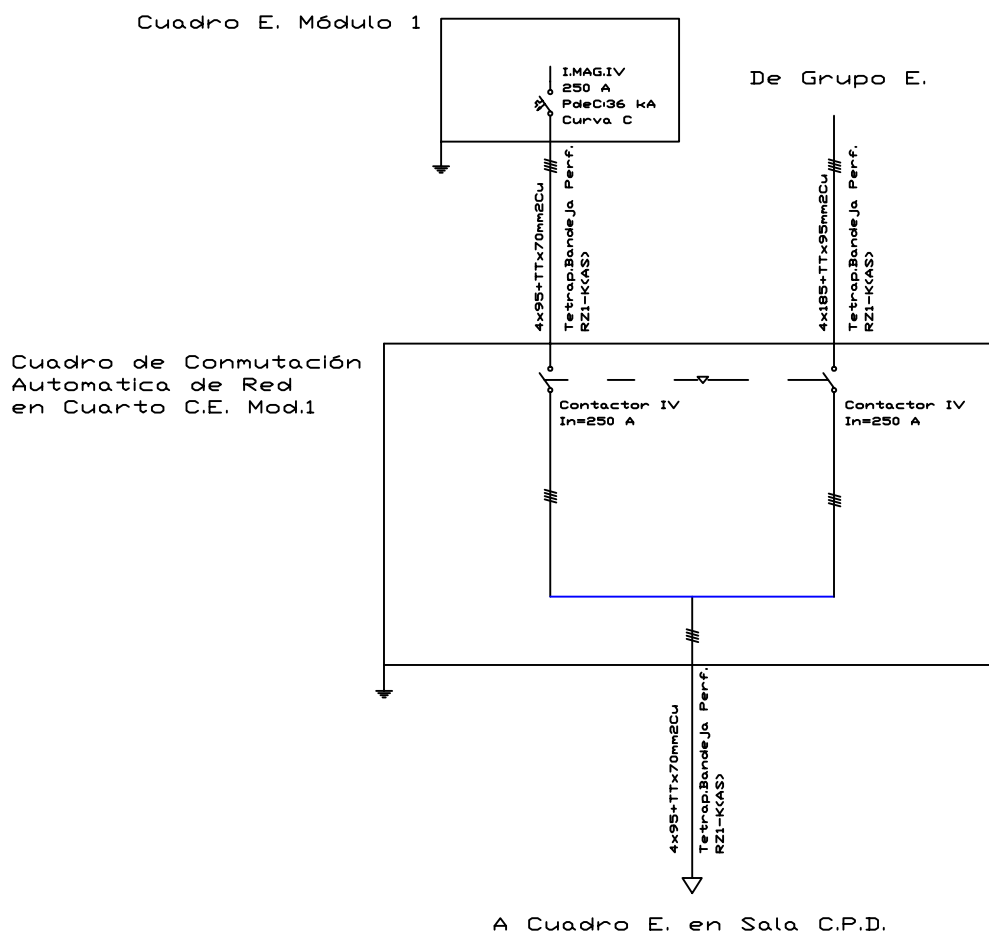 Cuadro E. Módulo 1
I.MAG.IV
250 A
PdeC:36 kA
Curva C
De Grupo E.
4x95+TTx70mm2Cu
Tetrap.Bandeja Perf.
RZ1-K(AS)
4x185+TTx95mm2Cu
Tetrap.Bandeja Perf.
RZ1-K(AS)
Cuadro de Conmutación
Automatica de Red
en Cuarto C.E. Mod.1
Contactor IV
In=250 A
Contactor IV
In=250 A
4x95+TTx70mm2Cu
Tetrap.Bandeja Perf.
RZ1-K(AS)
A Cuadro E. en Sala C.P.D.